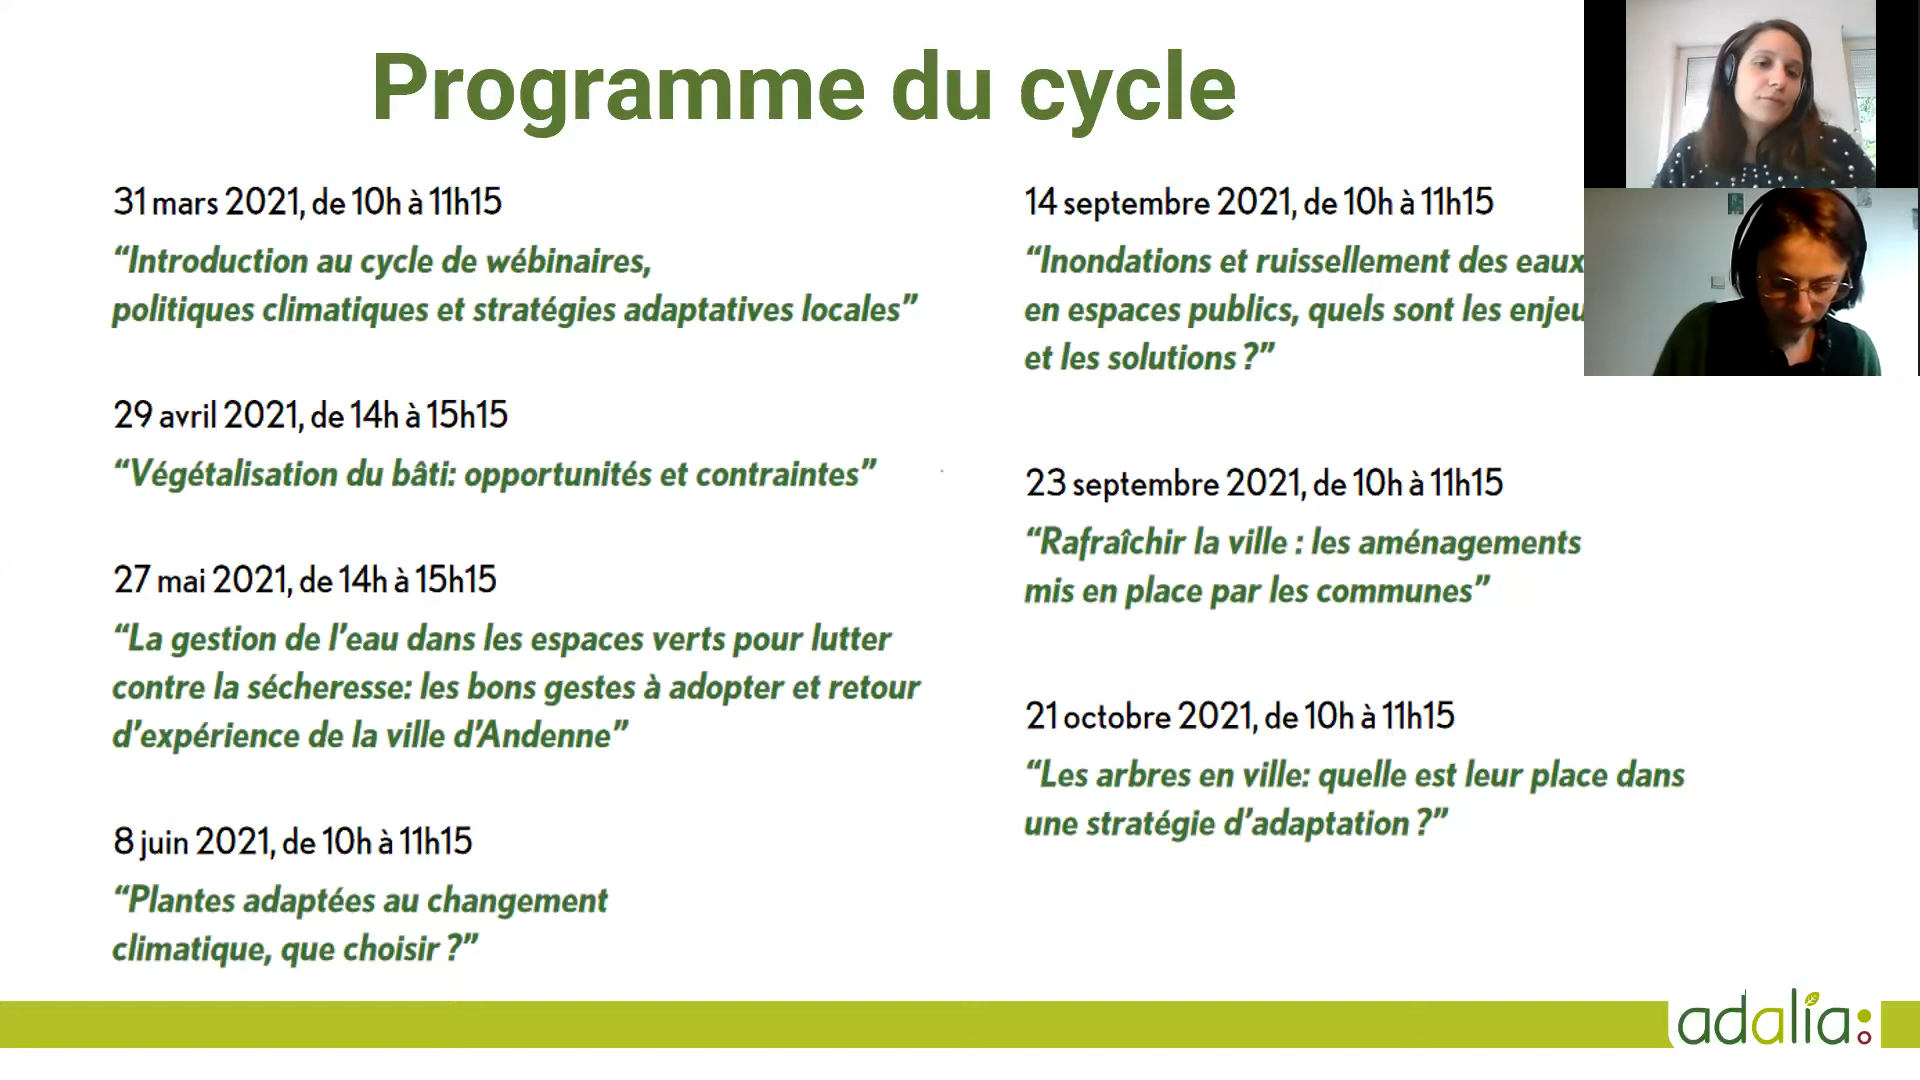 Programme du cycle
31 mars 2021, de 10h à 11h15
“Introduction au cycle de wébinaires,
politiques climatiques et stratégies adaptatives locales”
29 avril 2021, de 14h à 15h15
“Végétalisation du bâti: opportunités et contraintes”
27 mai 2021, de 14h à 15h15
“La gestion de l’eau dans les espaces verts pour lutter
contre la sécheresse: les bons gestes à adopter et retour
d’expérience de la ville d’Andenne”
8 juin 2021, de 10h à 11h15
“Plantes adaptées au changement
climatique, que choisir ?”
14 septembre 2021, de 10h à 11h15
“Inondations et ruissellement des eaux
en espaces publics, quels sont les enjeu
et les solutions ?”
23 septembre 2021, de 10h à 11h15
“Rafraîchir la ville : les aménagements
mis en place par les communes”
21 octobre 2021, de 10h à 11h15
“Les arbres en ville: quelle est leur place dans
une stratégie d’adaptation ?”
adalia